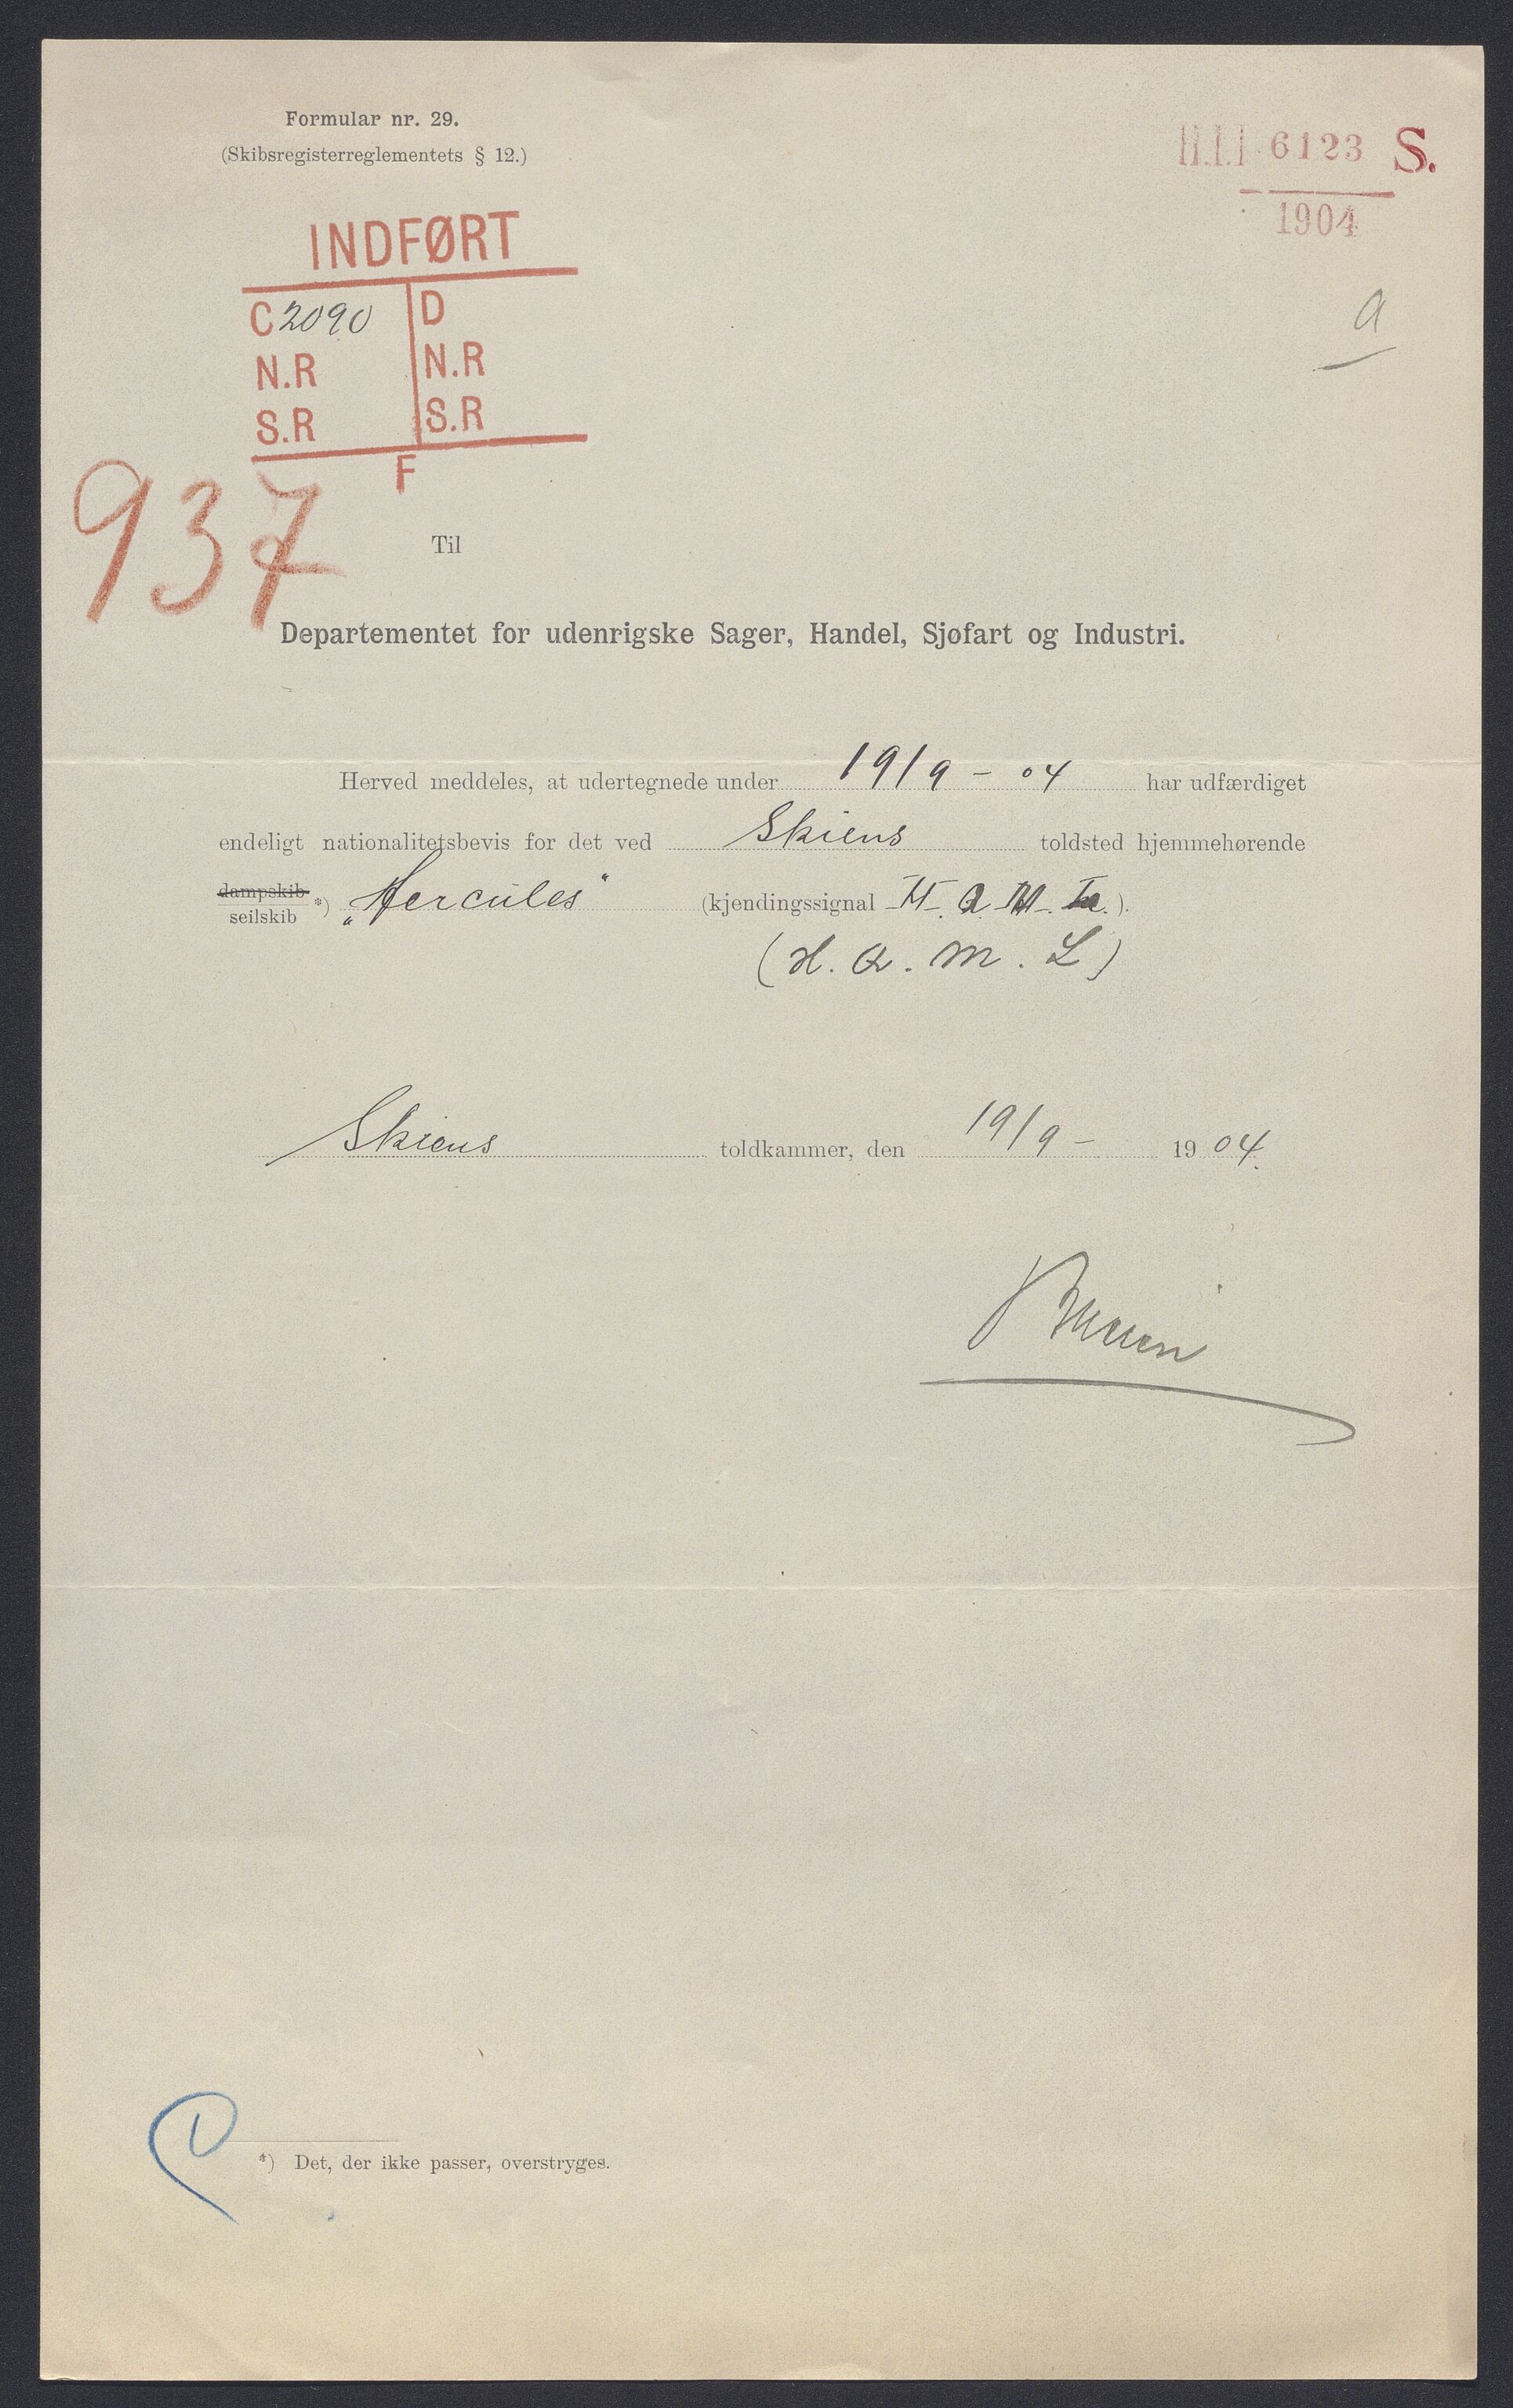 Formular nr. 29.
(Skibsregisterreglementets § 12.)
6123 S.
1904
a
INDFØRT
C 2090 D
N.R N.R
S.R S.R
F
937
Til
Departementet for udenrigske Sager, Handel, Sjøfart og Industri.
Herved meddeles, at udertegnede under 19/9 - 04 har udfærdiget
endeligt nationalitetsbevis for det ved Skiens toldsted hjemmehørende
dampskib
seilskib *) „Hercules“ (kjendingssignal H. Q. M. L.).
(H. Q. M. L)
Skiens toldkammer, den 19/9 - 1904.
*) Det, der ikke passer, overstryges.